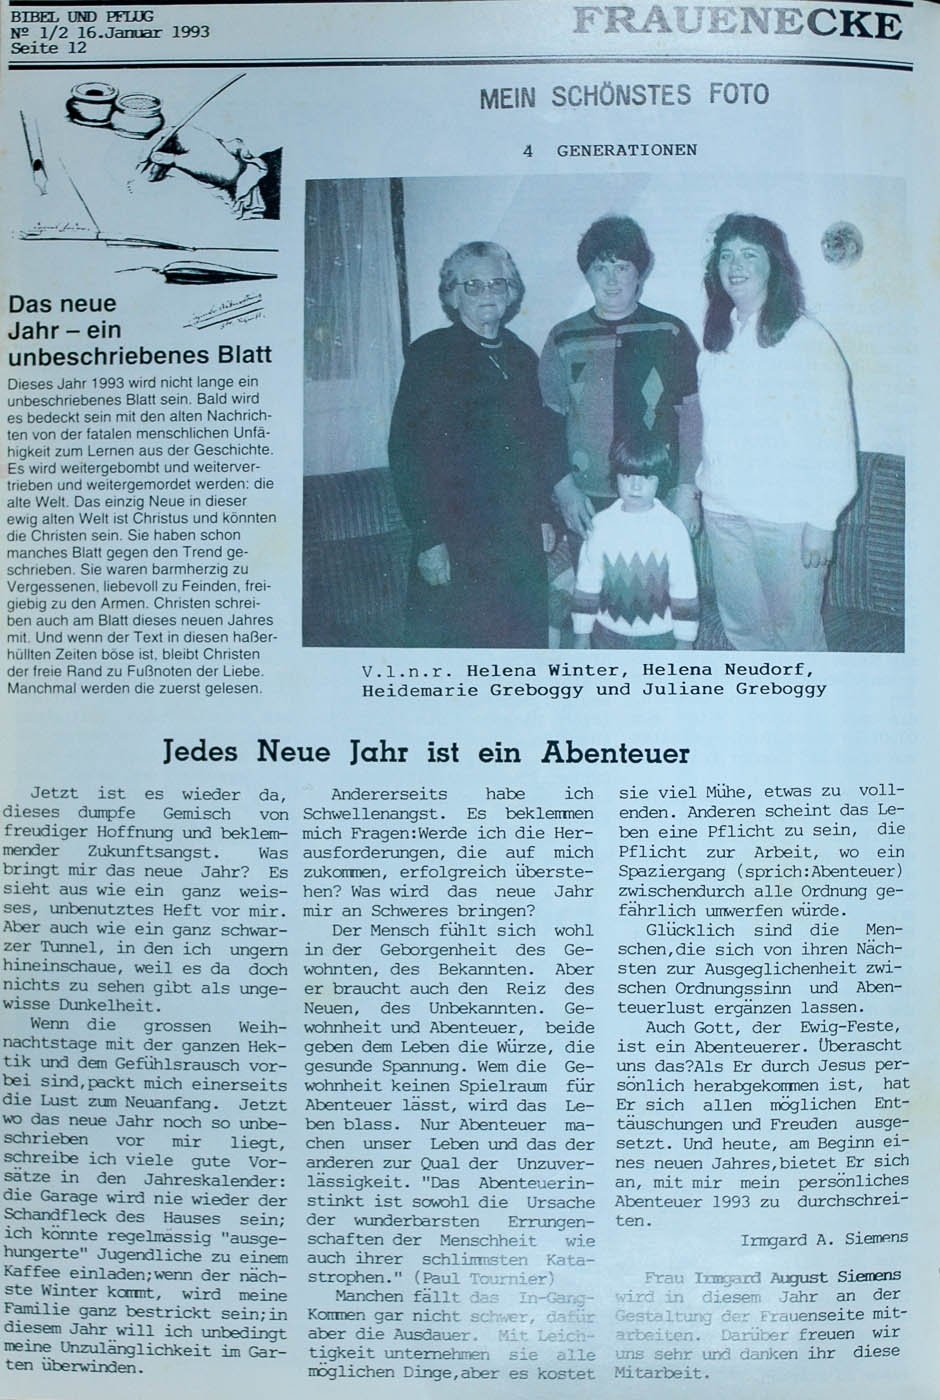 BIBEL UND PFLUG
Nº 1/2 16.Januar 1993
Seite 12
FRAUENECKE
MEIN SCHÖNSTES FOTO
4 GENERATIONEN
Das neue
Jahr – ein
unbeschriebenes Blatt
Dieses Jahr 1993 wird nicht lange ein
unbeschriebenes Blatt sein. Bald wird
es bedeckt sein mit den alten Nachrich-
ten von der fatalen menschlichen Unfä-
higkeit zum Lernen aus der Geschichte.
Es wird weitergebombt und weiterver-
trieben und weitergemordet werden: die
alte Welt. Das einzig Neue in dieser
ewig alten Welt ist Christus und könnten
die Christen sein. Sie haben schon
manches Blatt gegen den Trend ge-
schrieben. Sie waren barmherzig zu
Vergessenen, liebevoll zu Feinden, frei-
giebig zu den Armen. Christen schrei-
ben auch am Blatt dieses neuen Jahres
mit. Und wenn der Text in diesen haßer-
hüllten Zeiten böse ist, bleibt Christen
der freie Rand zu Fußnoten der Liebe.
Manchmal werden die zuerst gelesen.
V.l.n.r. Helena Winter, Helena Neudorf,
Heidemarie Greboggy und Juliane Greboggy
Jedes Neue Jahr ist ein Abenteuer
Jetzt ist es wieder da,
dieses dumpfe Gemisch von
freudiger Hoffnung und beklem-
mender Zukunftsangst. Was
bringt mir das neue Jahr? Es
sieht aus wie ein ganz weis-
ses, unbenutztes Heft vor mir.
Aber auch wie ein ganz schwar-
zer Tunnel, in den ich ungern
hineinschaue, weil es da doch
nichts zu sehen gibt als unge-
wisse Dunkelheit.
Wenn die grossen Weih-
nachtstage mit der ganzen Hek-
tik und dem Gefühlsrausch vor-
bei sind,packt mich einerseits
die Lust zum Neuanfang. Jetzt
wo das neue Jahr noch so unbe-
schrieben vor mir liegt,
schreibe ich viele gute Vor-
sätze in den Jahreskalender:
die Garage wird nie wieder der
Schandfleck des Hauses sein;
ich könnte regelmässig "ausge-
hungerte" Jugendliche zu einem
Kaffee einladen;wenn der näch-
ste Winter kommt, wird meine
Familie ganz bestrickt sein;in
diesem Jahr will ich unbedingt
meine Unzulänglichkeit im Gar-
ten überwinden.
Andererseits habe ich
Schwellenangst. Es beklemmen
mich Fragen:Werde ich die Her-
ausforderungen, die auf mich
zukommen, erfolgreich überste-
hen? Was wird das neue Jahr
mir an Schweres bringen?
Der Mensch fühlt sich wohl
in der Geborgenheit des Ge-
wohnten, des Bekannten. Aber
er braucht auch den Reiz des
Neuen, des Unbekannten. Ge-
wohnheit und Abenteuer, beide
geben dem Leben die Würze, die
gesunde Spannung. Wem die Ge-
wohnheit keinen Spielraum für
Abenteuer lässt, wird das Le-
ben blass. Nur Abenteuer ma-
chen unser Leben und das der
anderen zur Qual der Unzuver-
lässigkeit. "Das Abenteuerin-
stinkt ist sowohl die Ursache
der wunderbarsten Errungen-
schaften der Menschheit wie
auch ihrer schlimmsten Kata-
strophen." (Paul Tournier)
Manchen fällt das In-Gang-
Kommen gar nicht schwer, dafür
aber die Ausdauer. Mit Leich-
tigkeit unternehmen sie alle
möglichen Dinge,aber es kostet
sie viel Mühe, etwas zu voll-
enden. Anderen scheint das Le-
ben eine Pflicht zu sein, die
Pflicht zur Arbeit, wo ein
Spaziergang (sprich:Abenteuer)
zwischendurch alle Ordnung ge-
fährlich umwerfen würde.
Glücklich sind die Men-
schen,die sich von ihren Näch-
sten zur Ausgeglichenheit zwi-
schen Ordnungssinn und Aben-
teuerlust ergänzen lassen.
Auch Gott, der Ewig-Feste,
ist ein Abenteuerer. Überascht
uns das?Als Er durch Jesus per-
sönlich herabgekommen ist, hat
Er sich allen möglichen Ent-
täuschungen und Freuden ausge-
setzt. Und heute, am Beginn ei-
nes neuen Jahres,bietet Er sich
an, mit mir mein persönliches
Abenteuer 1993 zu durchschrei-
ten.
Irmgard A. Siemens
Frau Irmgard August Siemens
wird in diesem Jahr an der
Gestaltung der Frauenseite mit-
arbeiten. Darüber freuen wir
uns sehr und danken ihr diese
Mitarbeit.